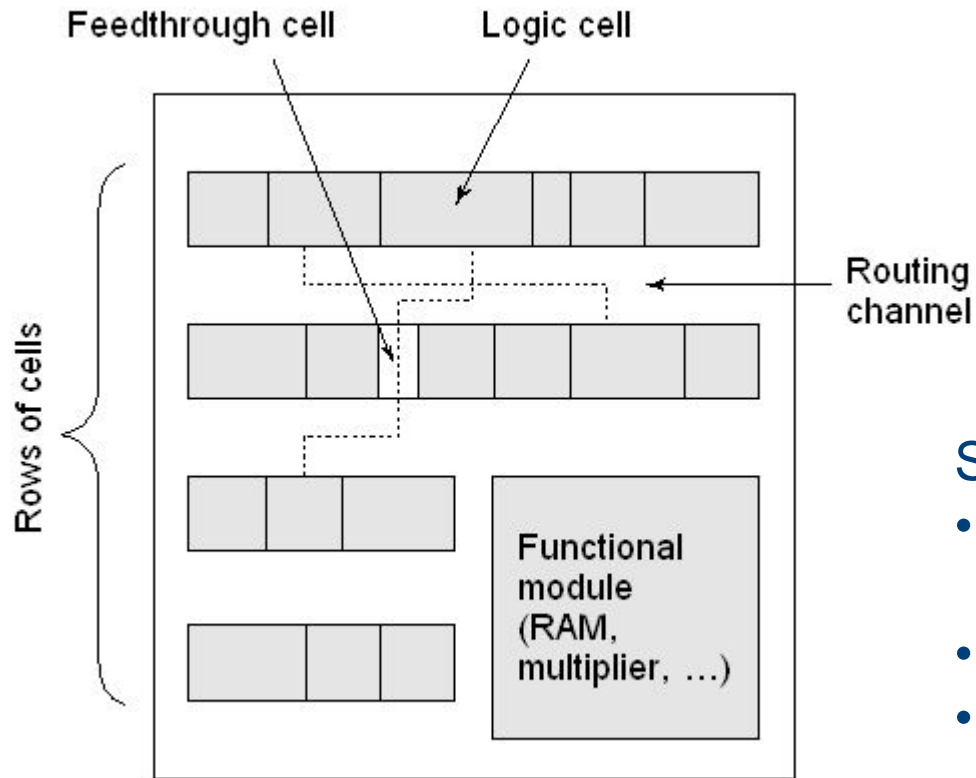 Feedthrough cell
Logic cell
Routing
channel
Rows of cells
Functional
module
(RAM,
multiplier, ...)
S
•
•
•